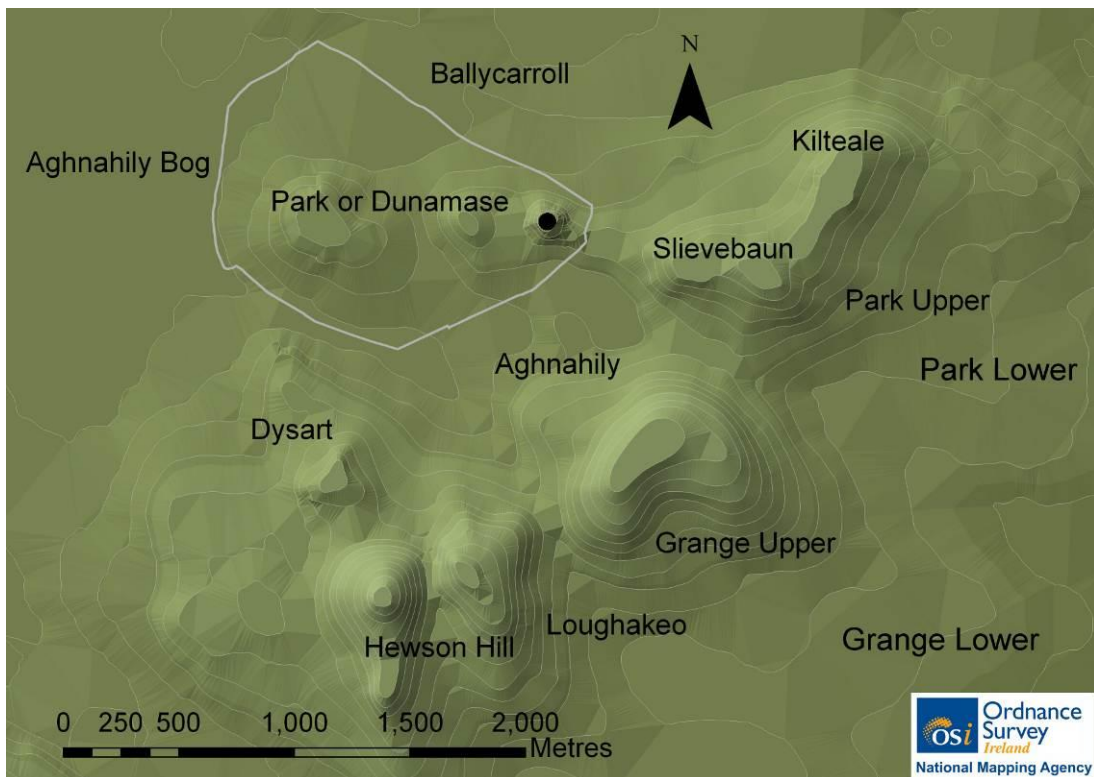 N
Ballycarroll
Kilteale
Aghnahily Bog
Park or Dunamase
Slievebaun
Park Upper
Aghnahily
Park Lower
Dysart
Grange Upper
Loughakeo
Hewson Hill
Grange Lower
0 250 500 1,000 1,500 2,000
Metres
osi
Ordnance
Survey
Ireland
National Mapping Agency